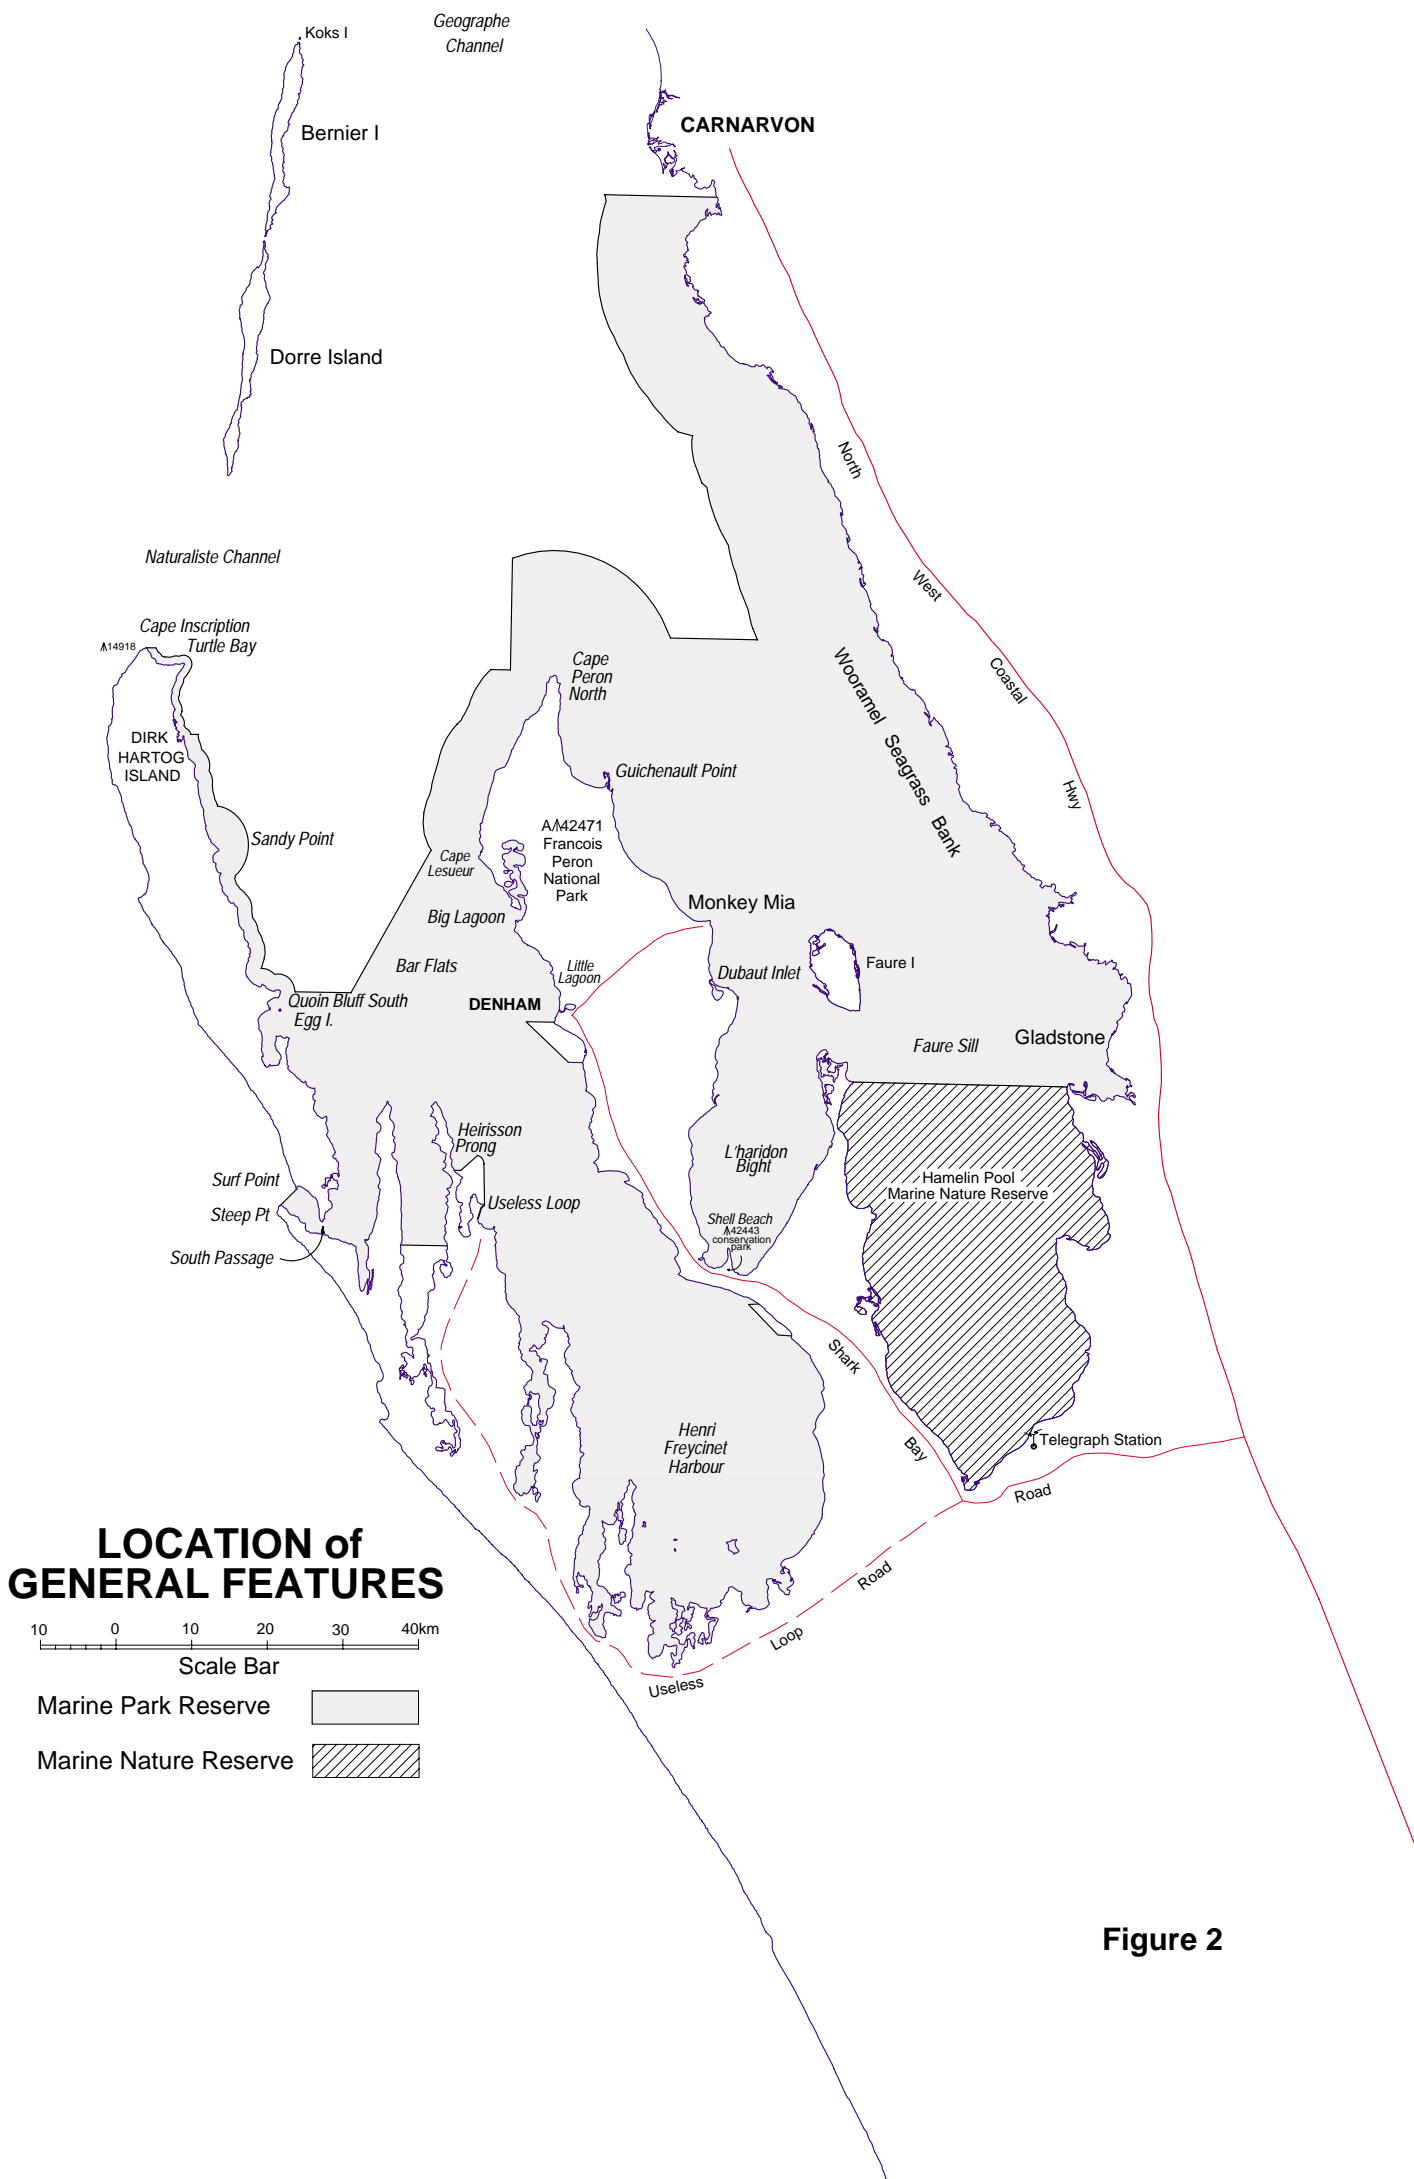 Geographe
Channel
Koks I
CARNARVON
Bernier I
Dorre Island
North
West
Coastal
Hwy
Naturaliste Channel
Cape Inscription
Turtle Bay
14918
DIRK
HARTOG
ISLAND
Cape
Peron
North
Wooramel Seagrass Bank
Guichenault Point
Sandy Point
A 42471
Francois
Peron
National
Park
Cape
Lesueur
Big Lagoon
Monkey Mia
Bar Flats
Little
Lagoon
Dubaut Inlet
Faure I
Quoin Bluff South
Egg I.
DENHAM
Faure Sill
Gladstone
Heirisson
Prong
L'haridon
Bight
Surf Point
Steep Pt
South Passage
Useless Loop
Hamelin Pool
Marine Nature Reserve
Shell Beach
42443
conservation
park
Shark
Bay
Road
Henri
Freycinet
Harbour
Telegraph Station
Useless
Loop
Road
LOCATION of
GENERAL FEATURES
10 0 10 20 30 40km
Scale Bar
Marine Park Reserve
Marine Nature Reserve
Figure 2